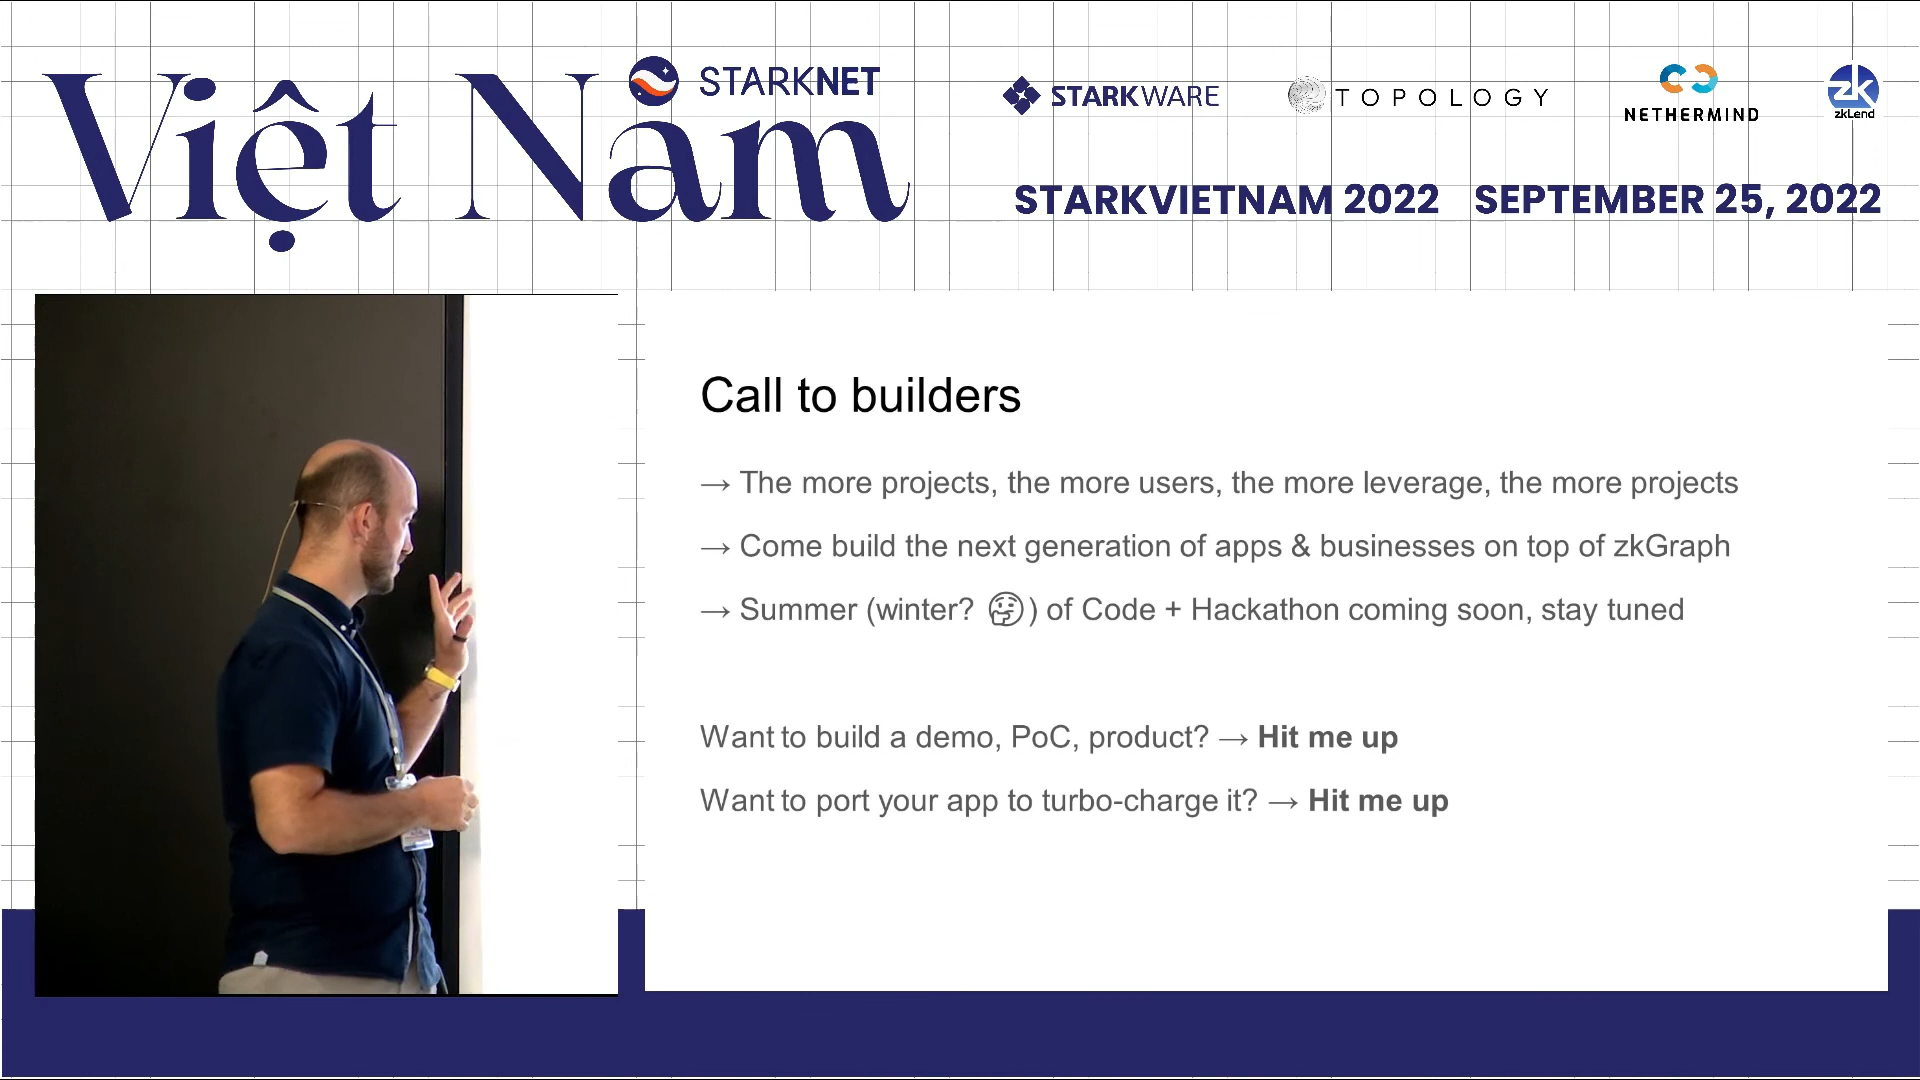 Việt Nam
STARKNET
STARKWARE
TOPOLOGY
NETHERMIND
zk
zkLend
STARKVIETNAM 2022 SEPTEMBER 25, 2022
Call to builders
→ The more projects, the more users, the more leverage, the more projects
→ Come build the next generation of apps & businesses on top of zkGraph
→ Summer (winter? 🤔) of Code + Hackathon coming soon, stay tuned
Want to build a demo, PoC, product? → Hit me up
Want to port your app to turbo-charge it? → Hit me up